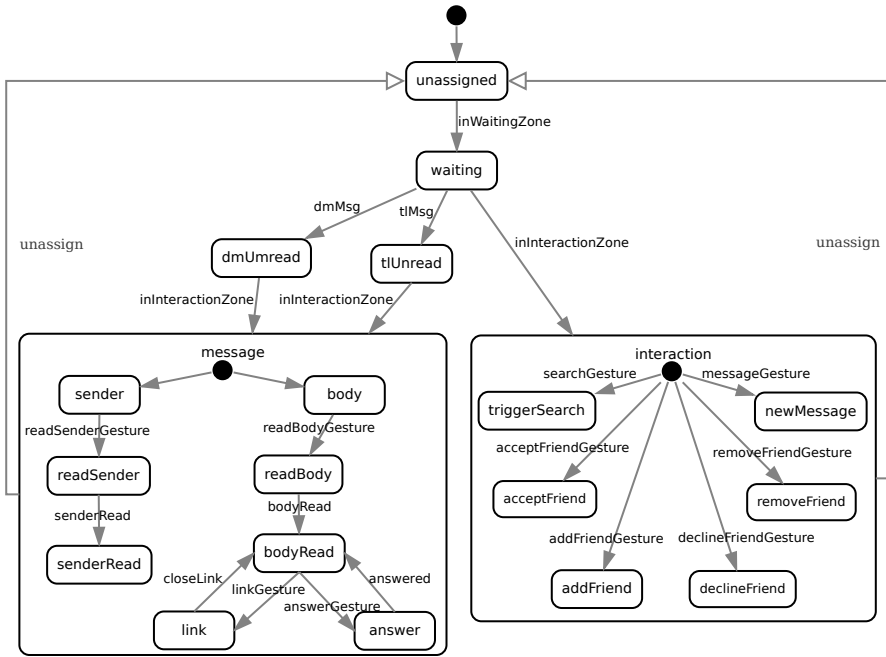 unassigned
inWaitingZone
waiting
dmMsg
tlMsg
unassign
inInteractionZone
unassign
dmUmread
tlUnread
inInteractionZone
inInteractionZone
message
interaction
sender
body
searchGesture
messageGesture
triggerSearch
newMessage
readSenderGesture
readBodyGesture
acceptFriendGesture
removeFriendGesture
readSender
readBody
acceptFriend
removeFriend
senderRead
bodyRead
addFriendGesture
declineFriendGesture
senderRead
bodyRead
closeLink
linkGesture
answerGesture
answered
addFriend
declineFriend
link
answer